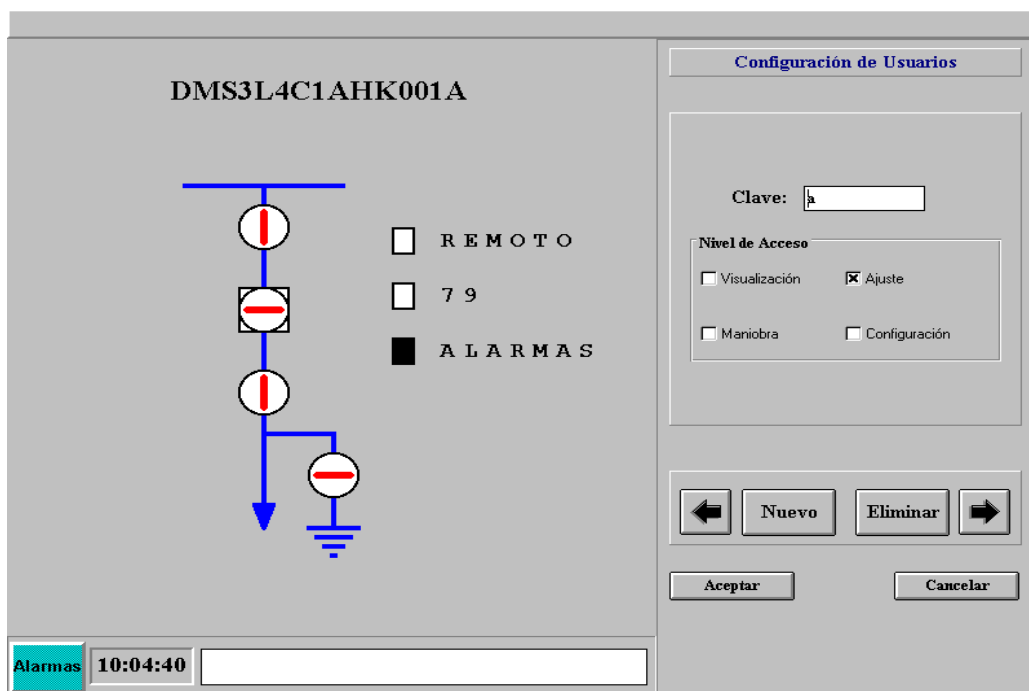 Configuración de Usuarios
DMS3L4C1AHK001A
Clave: a
Nivel de Acceso
Visualización
Ajuste
Maniobra
Configuración
REMOTO
79
ALARMAS
Nuevo
Eliminar
Aceptar
Cancelar
Alarmas
10:04:40